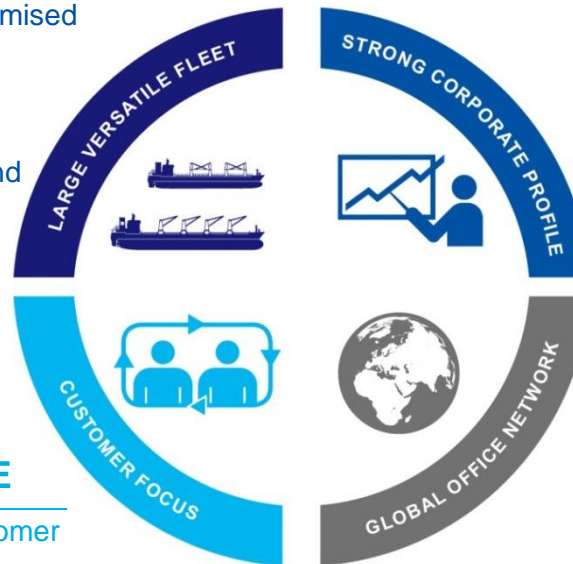 mised
LARGE VERSATILE FLEET
STRONG CORPORATE PROFILE
nd
CUSTOMER FOCUS
GLOBAL OFFICE NETWORK
E
omer